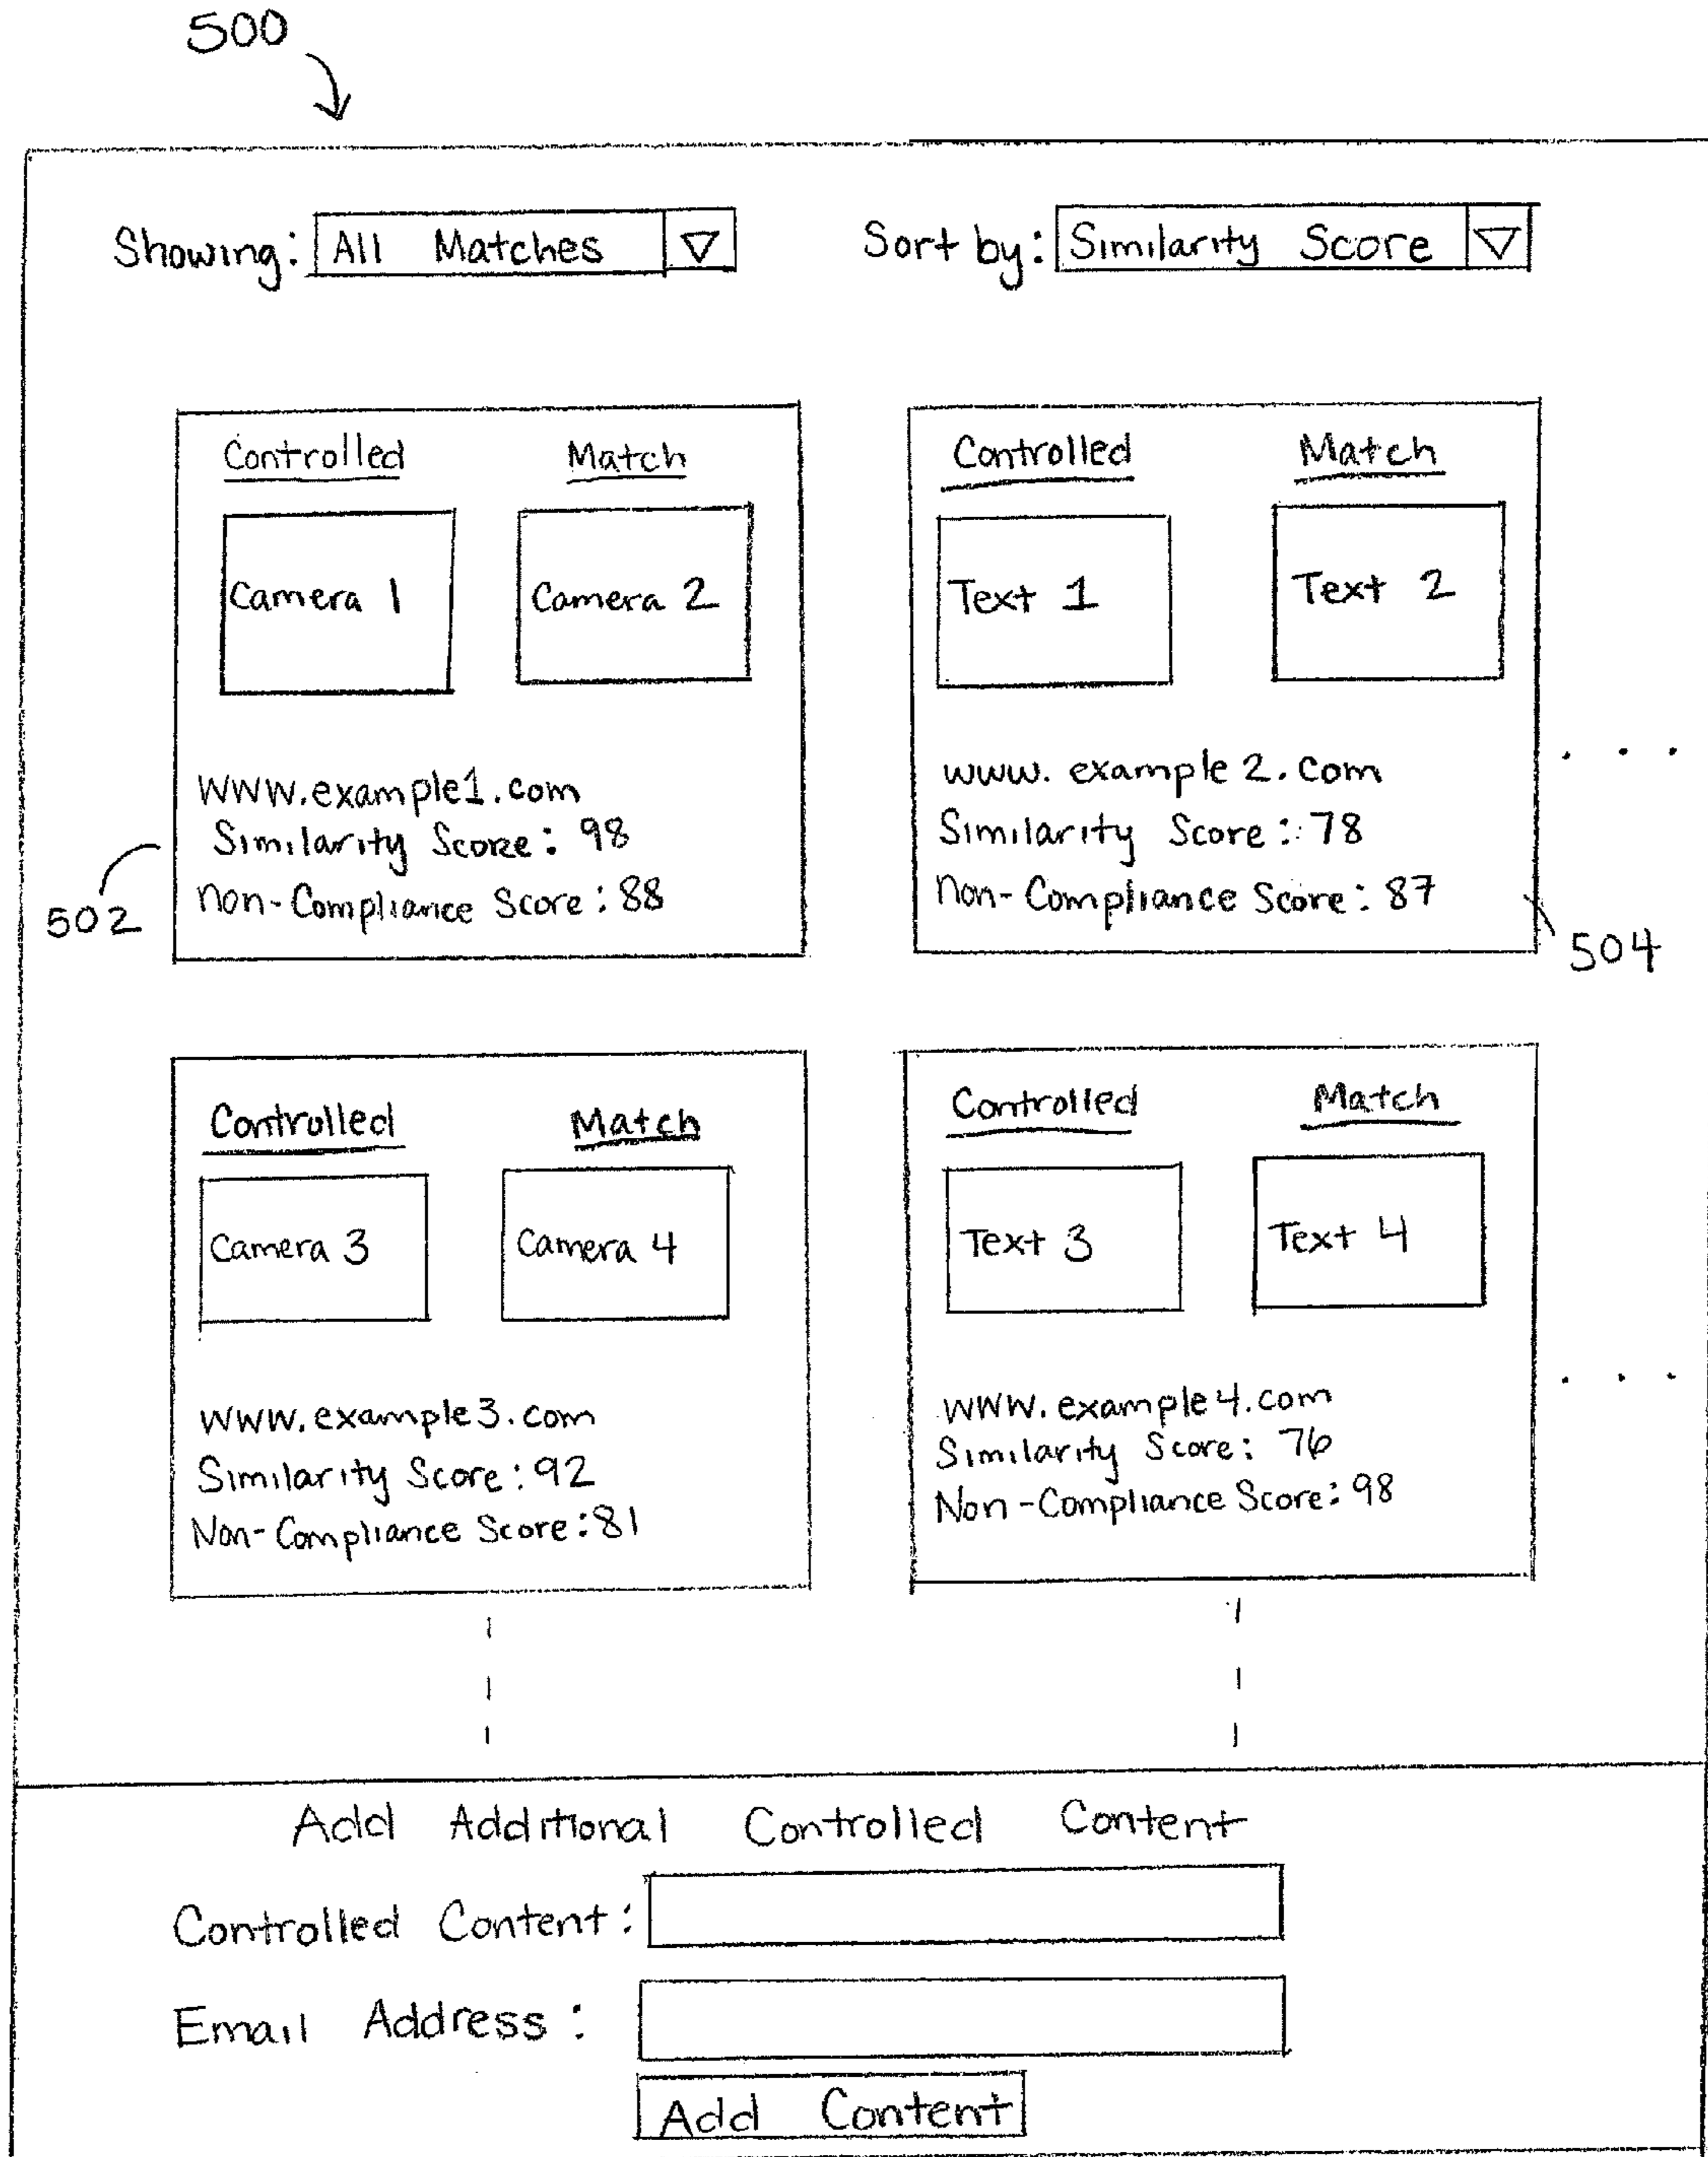 500
Showing: All Matches
Sort by: Similarity Score
Controlled Match
Camera 1 Camera 2
www.example1.com
Similarity Score: 98
Non-Compliance Score: 88
502
Controlled Match
Text 1 Text 2
www.example2.com
Similarity Score: 78
Non-Compliance Score: 87
504
. . .
Controlled Match
Camera 3 Camera 4
www.example3.com
Similarity Score: 92
Non-Compliance Score: 81
Controlled Match
Text 3 Text 4
www.example4.com
Similarity Score: 76
Non-Compliance Score: 98
. . .
Add Additional Controlled Content
Controlled Content:
Email Address:
Add Content